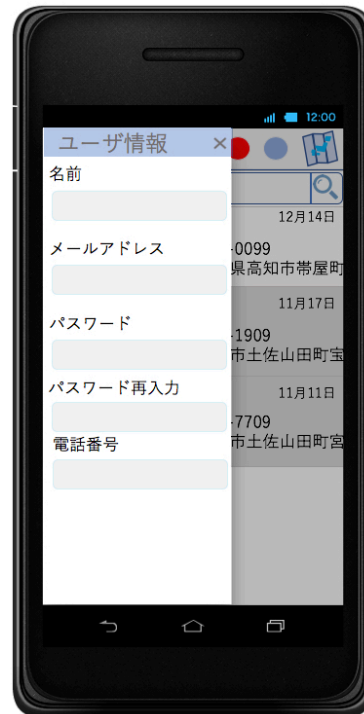 12:00
ユーザ情報 ×
名前
メールアドレス
パスワード
パスワード再入力
電話番号
12月14日
-0099
県高知市帯屋町
11月17日
-1909
市土佐山田町宝
11月11日
-7709
市土佐山田町宮